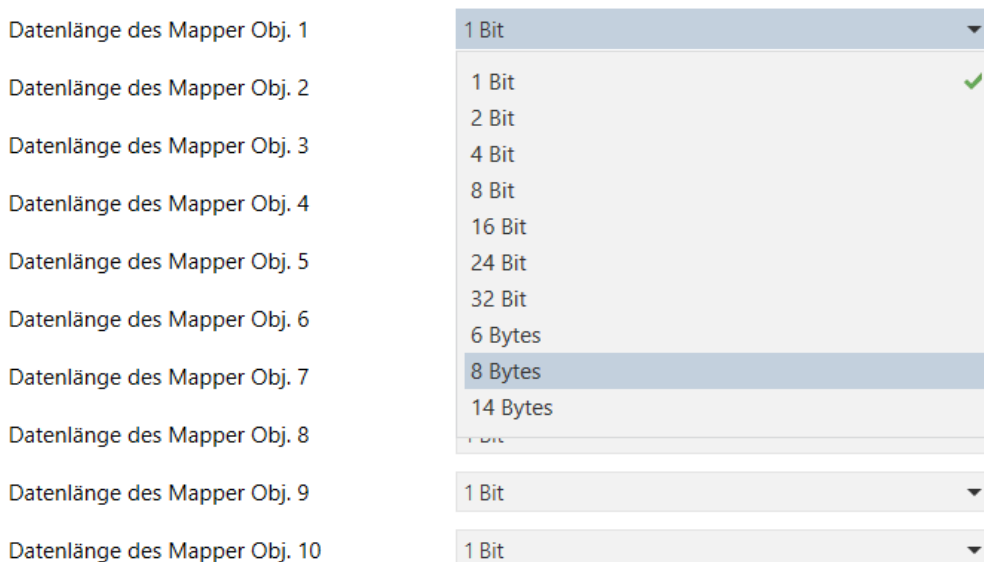 Datenlänge des Mapper Obj. 1 1 Bit
Datenlänge des Mapper Obj. 2 1 Bit
2 Bit
Datenlänge des Mapper Obj. 3 4 Bit
8 Bit
Datenlänge des Mapper Obj. 4 16 Bit
Datenlänge des Mapper Obj. 5 24 Bit
32 Bit
Datenlänge des Mapper Obj. 6 6 Bytes
Datenlänge des Mapper Obj. 7 8 Bytes
14 Bytes
Datenlänge des Mapper Obj. 8
Datenlänge des Mapper Obj. 9 1 Bit
Datenlänge des Mapper Obj. 10 1 Bit